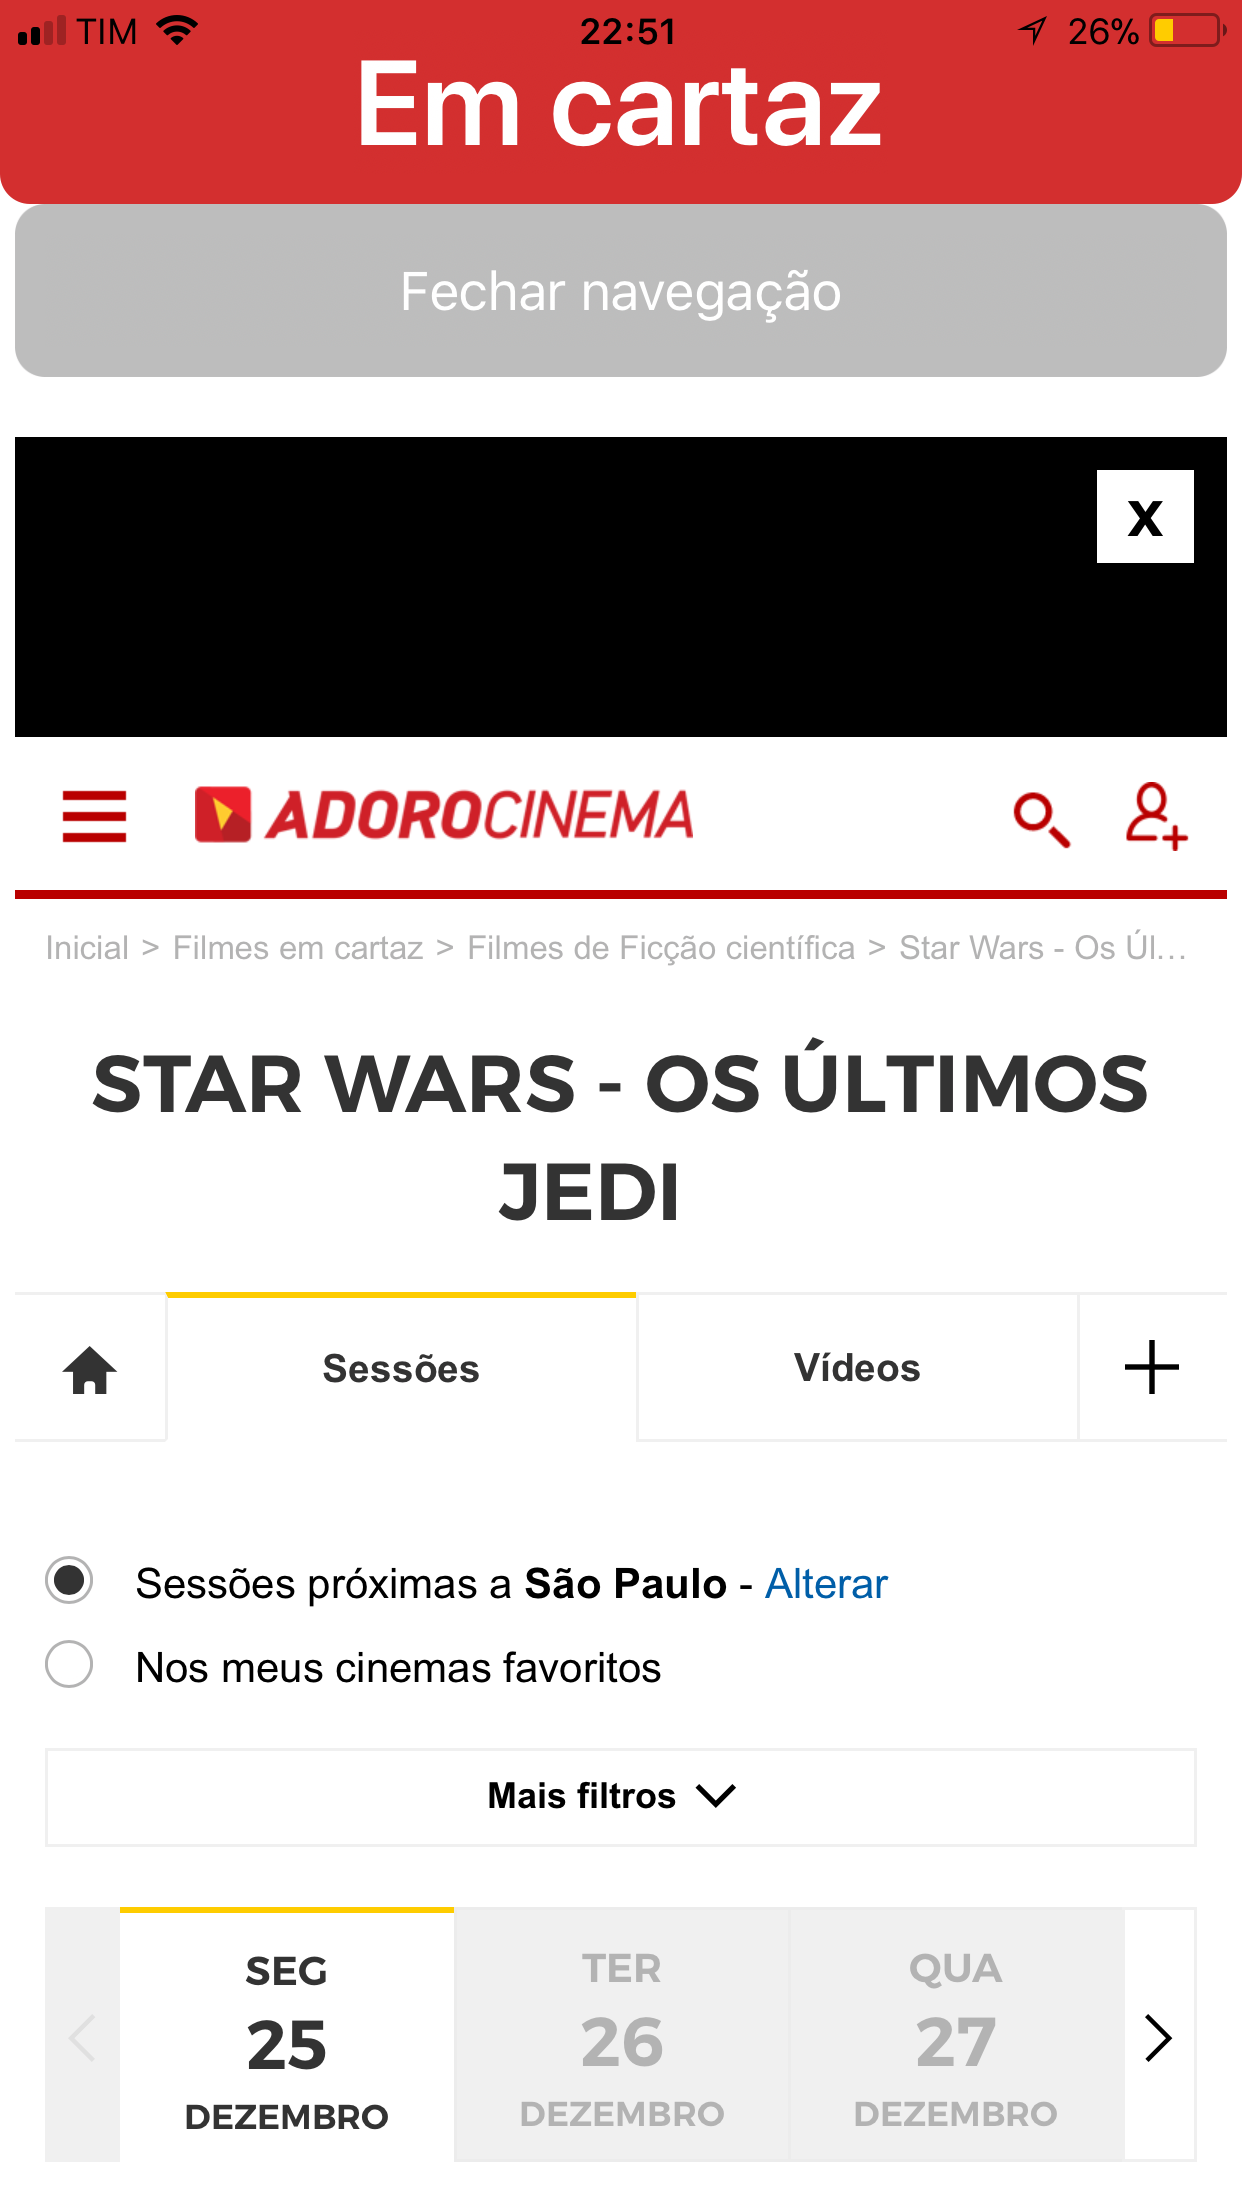 TIM 22:51 26%
Em cartaz
Fechar navegação
X
ADOROCINEMA
Inicial > Filmes em cartaz > Filmes de Ficção científica > Star Wars - Os Úl...
STAR WARS - OS ÚLTIMOS
JEDI
Sessões Vídeos
Sessões próximas a São Paulo - Alterar
Nos meus cinemas favoritos
Mais filtros
SEG TER QUA
25 26 27
DEZEMBRO DEZEMBRO DEZEMBRO